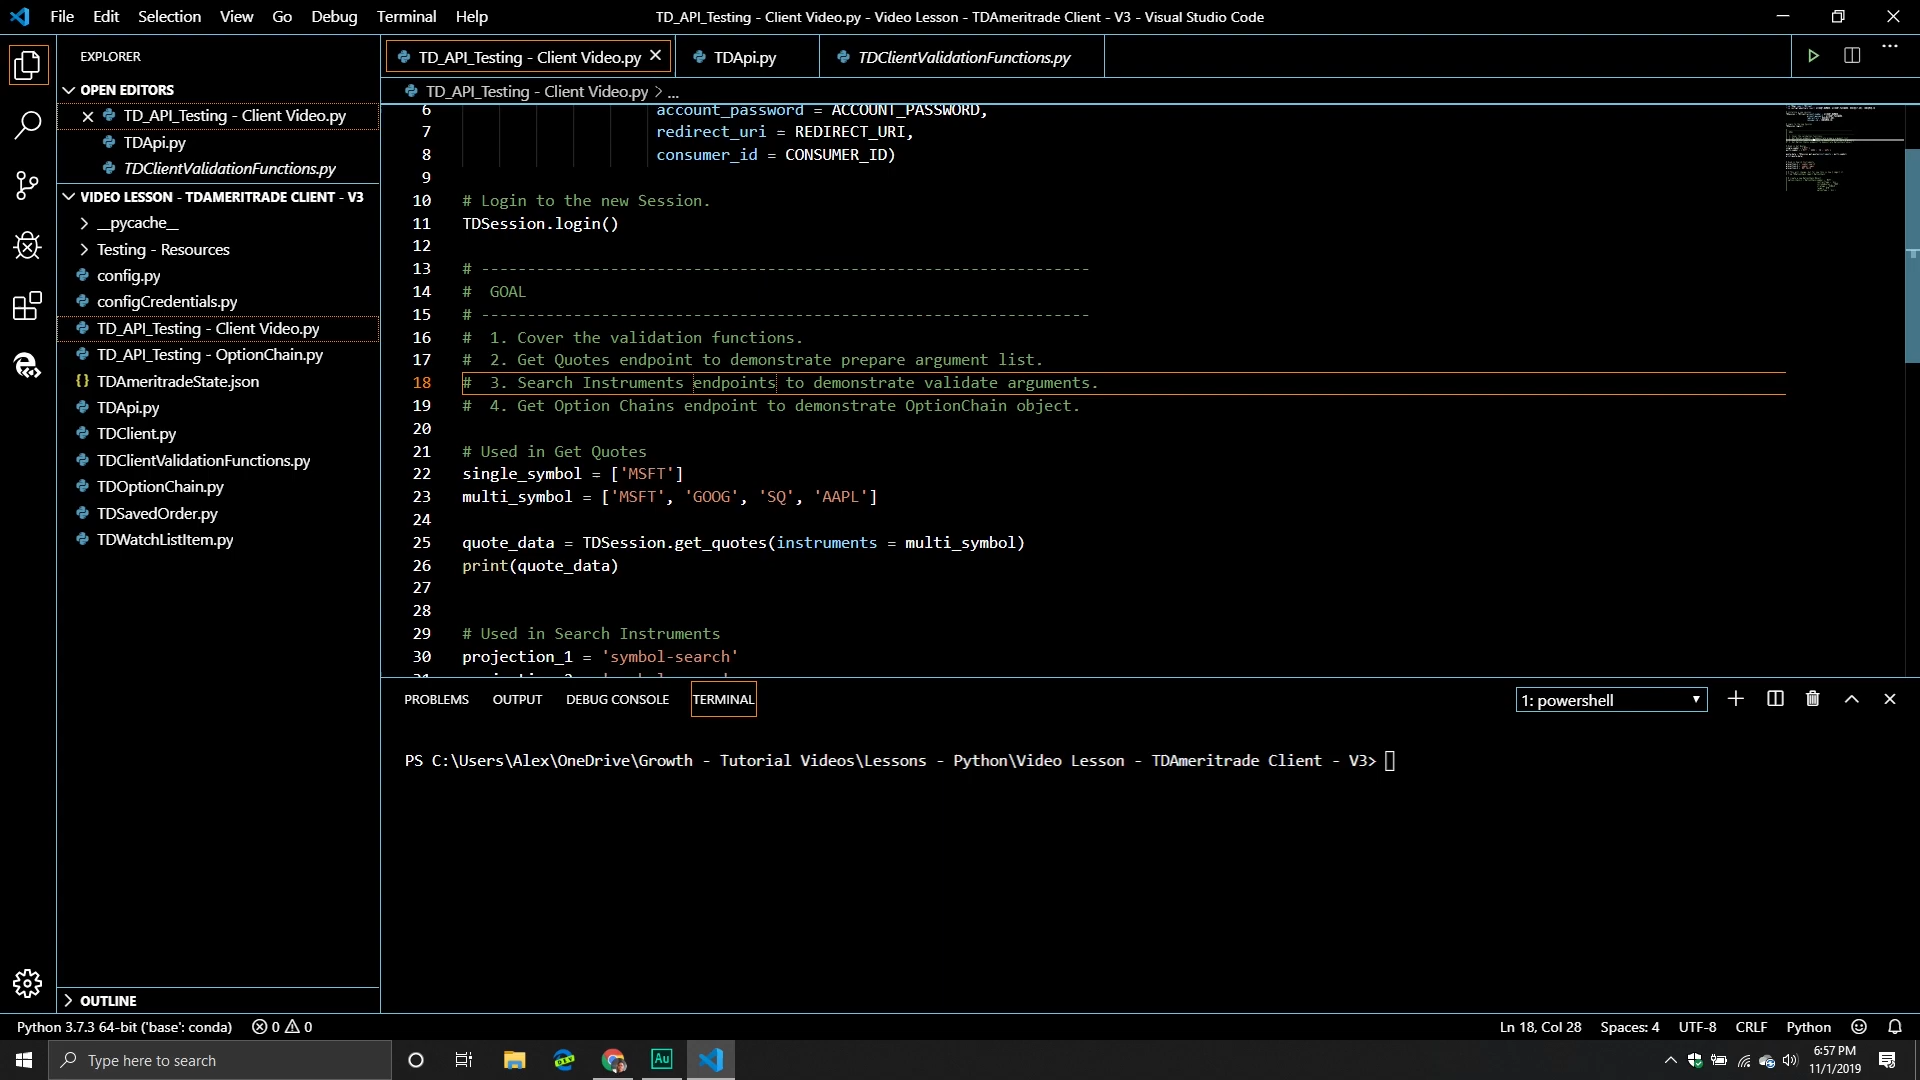 File Edit Selection View Go Debug Terminal Help
TD_API_Testing - Client Video.py - Video Lesson - TDAmeritrade Client - V3 - Visual Studio Code
EXPLORER
OPEN EDITORS
TD_API_Testing - Client Video.py
TDApi.py
TDClientValidationFunctions.py
VIDEO LESSON - TDAMERITRADE CLIENT - V3
__pycache__
Testing - Resources
config.py
configCredentials.py
TD_API_Testing - Client Video.py
TD_API_Testing - OptionChain.py
TDAmeritradeState.json
TDApi.py
TDClient.py
TDClientValidationFunctions.py
TDOptionChain.py
TDSavedOrder.py
TDWatchListItem.py
OUTLINE
TD_API_Testing - Client Video.py
TDApi.py
TDClientValidationFunctions.py
TD_API_Testing - Client Video.py > ...
6 account_password = ACCOUNT_PASSWORD,
7 redirect_uri = REDIRECT_URI,
8 consumer_id = CONSUMER_ID)
9
10 # Login to the new Session.
11 TDSession.login()
12
13 # ------------------------------------------------------------------
14 #  GOAL
15 # ------------------------------------------------------------------
16 #  1. Cover the validation functions.
17 #  2. Get Quotes endpoint to demonstrate prepare argument list.
18 #  3. Search Instruments endpoints to demonstrate validate arguments.
19 #  4. Get Option Chains endpoint to demonstrate OptionChain object.
20
21 # Used in Get Quotes
22 single_symbol = ['MSFT']
23 multi_symbol = ['MSFT', 'GOOG', 'SQ', 'AAPL']
24
25 quote_data = TDSession.get_quotes(instruments = multi_symbol)
26 print(quote_data)
27
28
29 # Used in Search Instruments
30 projection_1 = 'symbol-search'
PROBLEMS OUTPUT DEBUG CONSOLE TERMINAL
1: powershell
PS C:\Users\Alex\OneDrive\Growth - Tutorial Videos\Lessons - Python\Video Lesson - TDAmeritrade Client - V3>
Python 3.7.3 64-bit ('base': conda) 0 0
Ln 18, Col 28 Spaces: 4 UTF-8 CRLF Python
Type here to search
Au
6:57 PM
11/1/2019